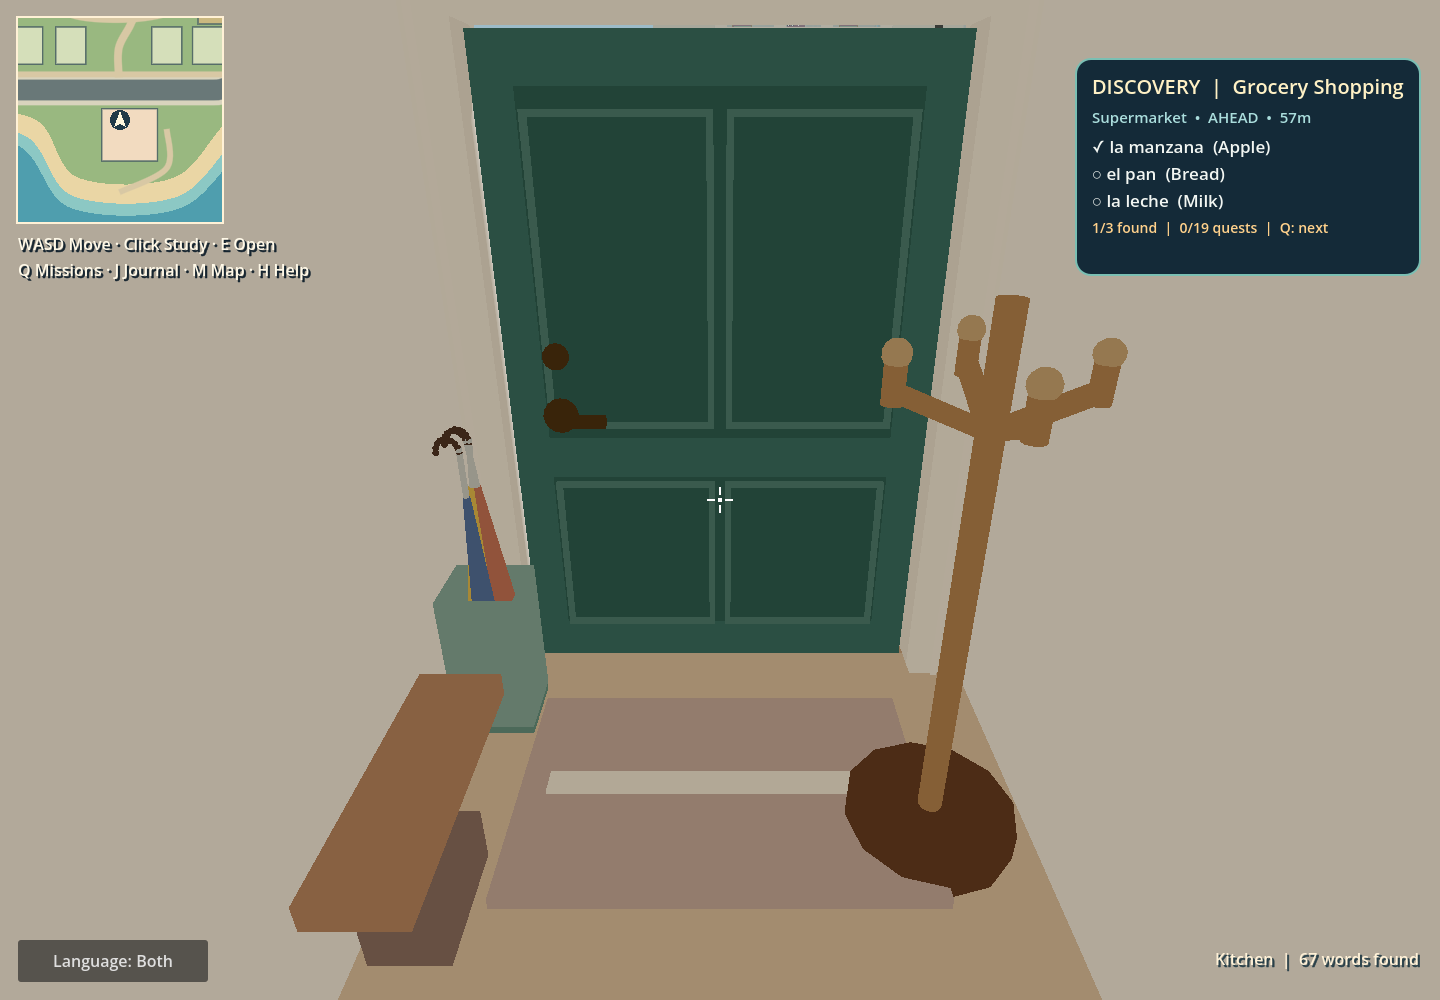 DISCOVERY | Grocery Shopping
Supermarket • AHEAD • 57m
✓ la manzana (Apple)
○ el pan (Bread)
○ la leche (Milk)
1/3 found | 0/19 quests | Q: next
WASD Move · Click Study · E Open
Q Missions · J Journal · M Map · H Help
Language: Both
Kitchen | 67 words found